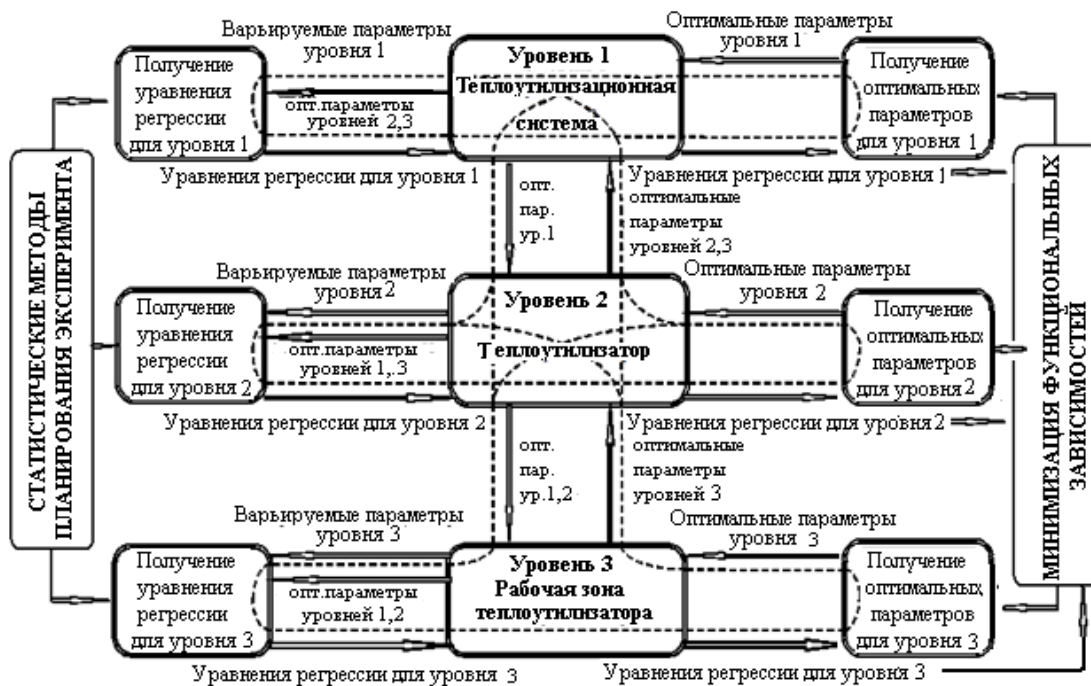 Варьируемые параметры
уровня 1
Оптимальные параметры
уровня 1
Получение
уравнения
регрессии
для уровня 1
Уровень 1
Теплоутилизационная
система
Получение
оптимальных
параметров
для уровня 1
опт.параметры
уровней 2,3
Уравнения регрессии для уровня 1
Уравнения регрессии для уровня 1
СТАТИСТИЧЕСКИЕ МЕТОДЫ
ПЛАНИРОВАНИЯ ЭКСПЕРИМЕНТА
МИНИМИЗАЦИЯ ФУНКЦИОНАЛЬНЫХ
ЗАВИСИМОСТЕЙ
опт.
пар.
ур.1
оптимальные
параметры
уровней 2,3
Варьируемые параметры
уровня 2
Оптимальные параметры
уровня 2
Получение
уравнения
регрессии
для уровня 2
Уровень 2
Теплоутилизатор
Получение
оптимальных
параметров
для уровня 2
опт.параметры
уровней 1,.3
Уравнения регрессии для уровня 2
Уравнения регрессии для уровня 2
опт.
пар.
ур.1,2
оптимальные
параметры
уровней 3
Варьируемые параметры
уровня 3
Оптимальные параметры
уровня 3
Получение
уравнения
регрессии
для уровня 3
Уровень 3
Рабочая зона
теплоутилизатора
Получение
оптимальных
параметров
для уровня 3
опт.параметры
уровней 1,2
Уравнения регрессии для уровня 3
Уравнения регрессии для уровня 3